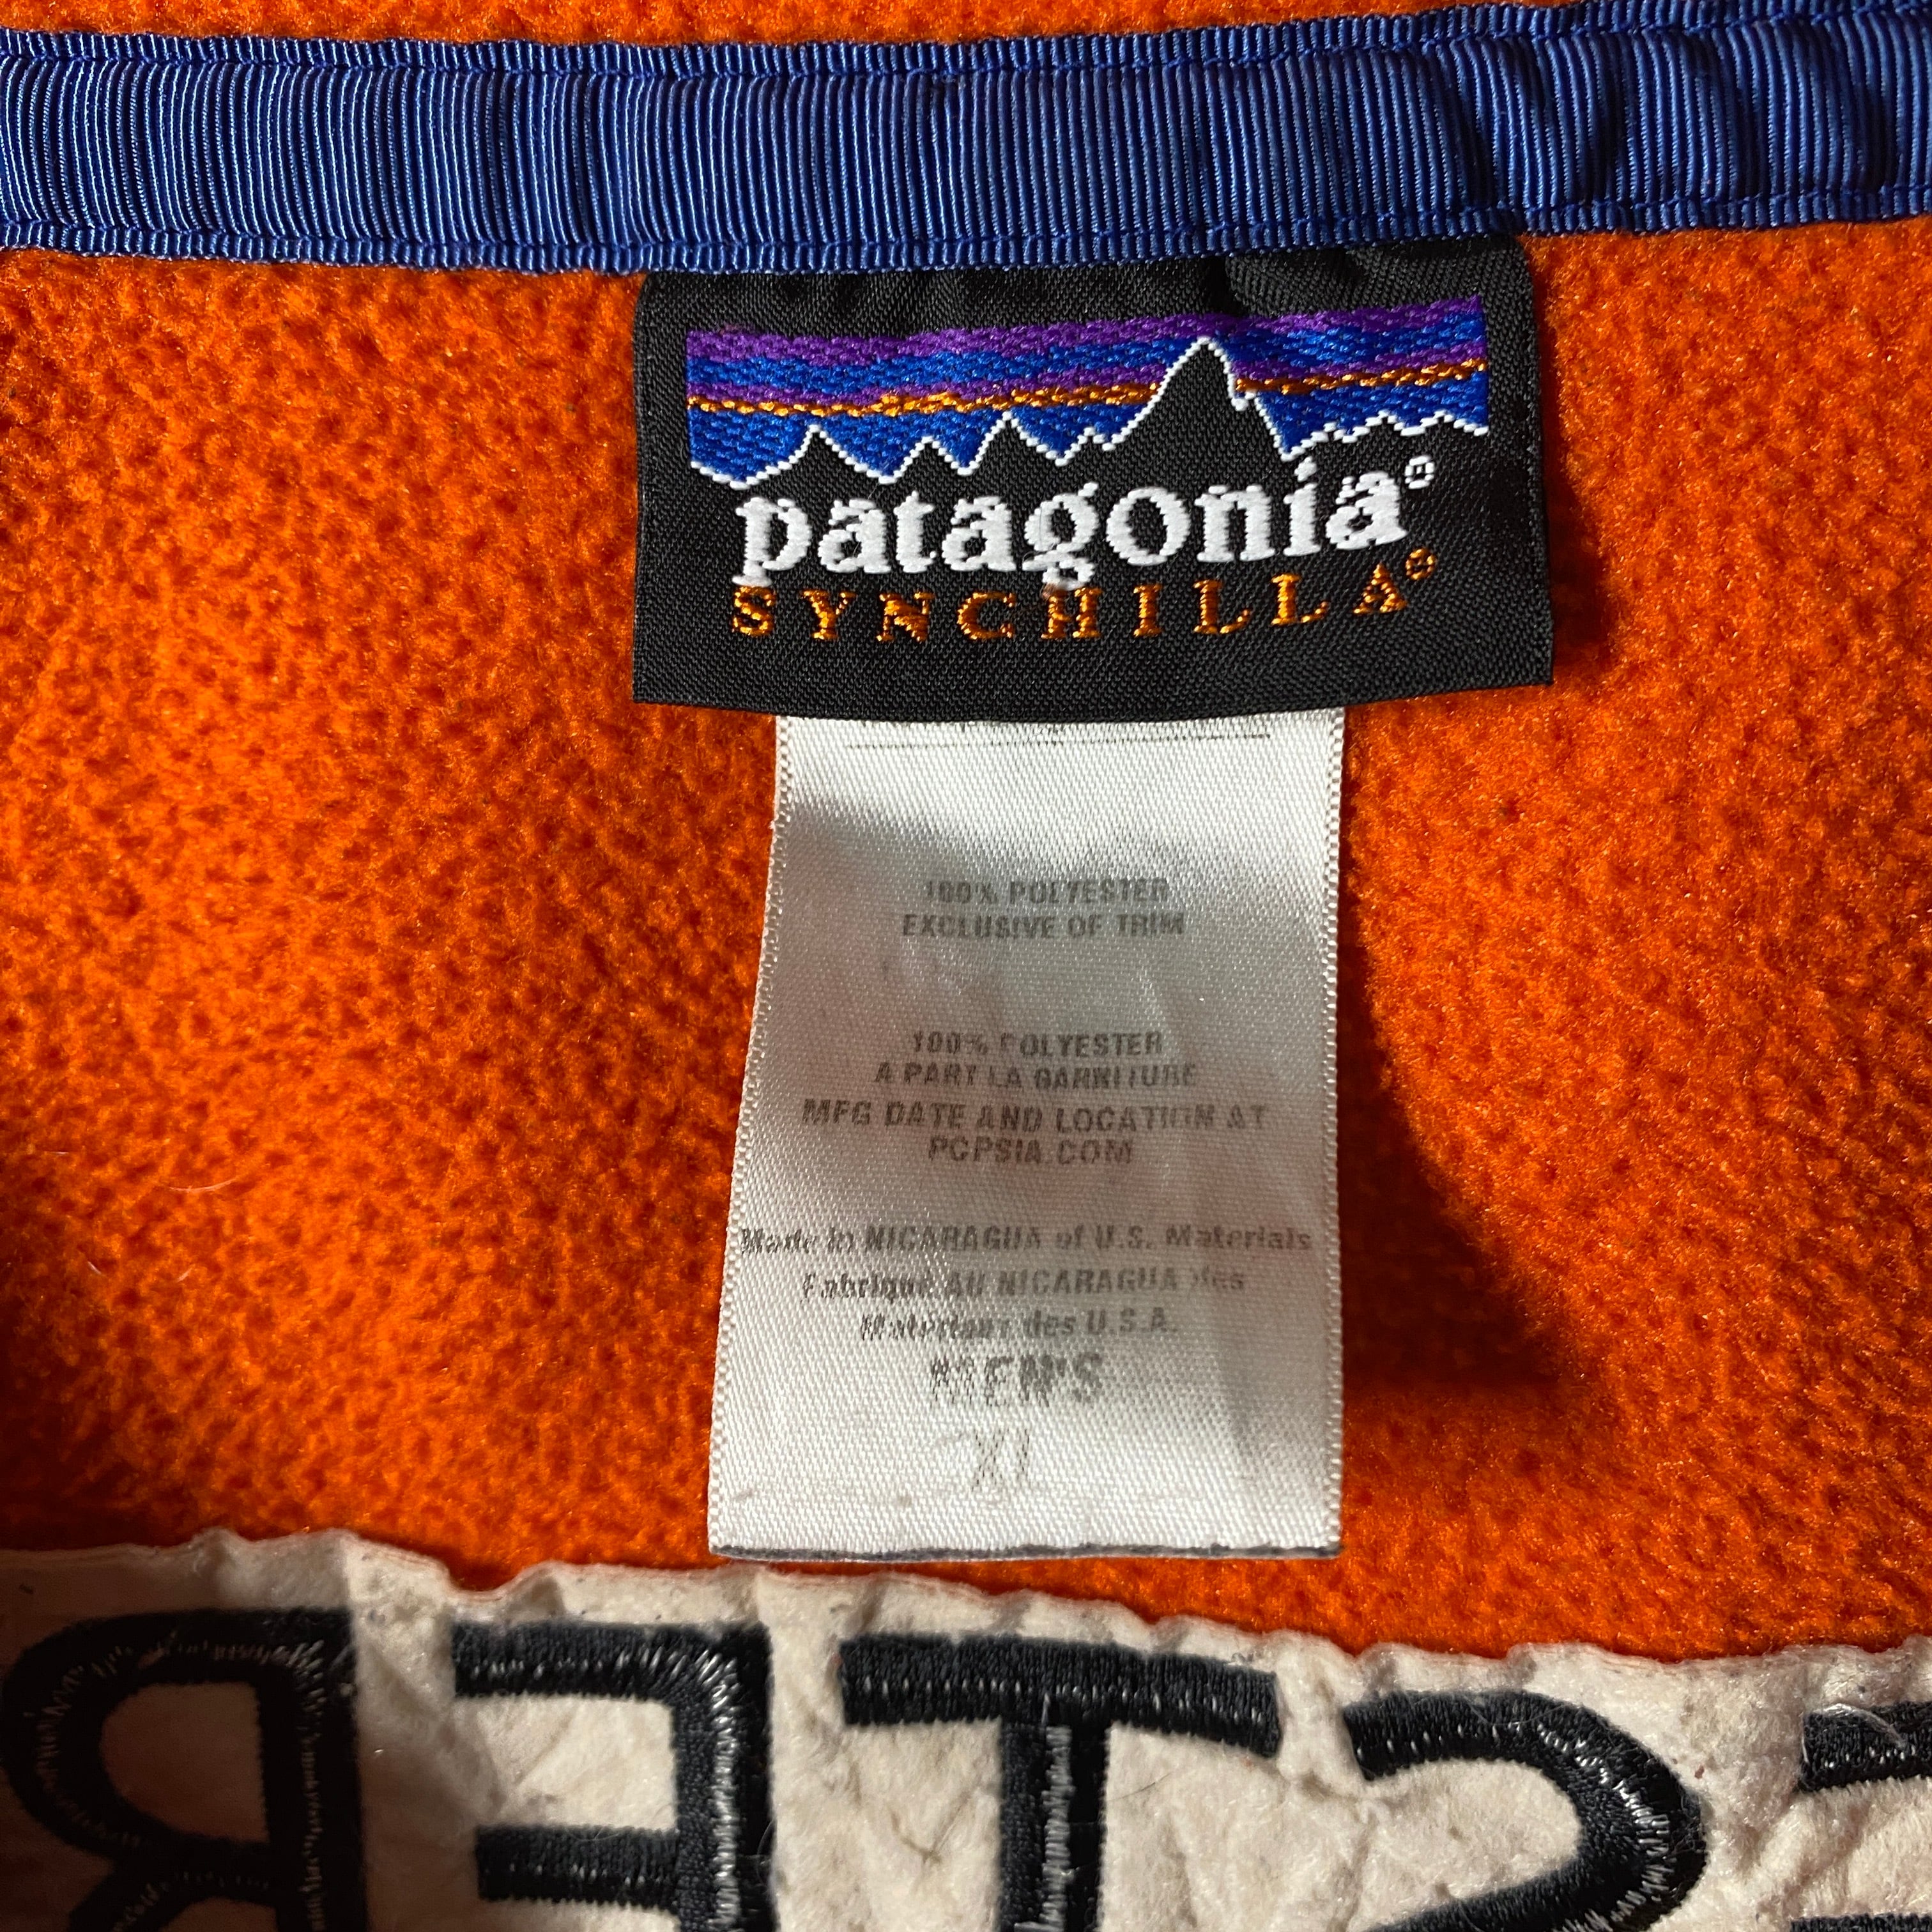 patagonia®
SYNCHILLA®
100% POLYESTER
EXCLUSIVE OF TRIM
100% POLYESTER
A PART LA GARNITURE
MFG DATE AND LOCATION AT
PCPSIA.COM
Made in NICARAGUA of U.S. Materials
Fabriqué AU NICARAGUA des
Materiaux des U.S.A.
MEN'S
XL